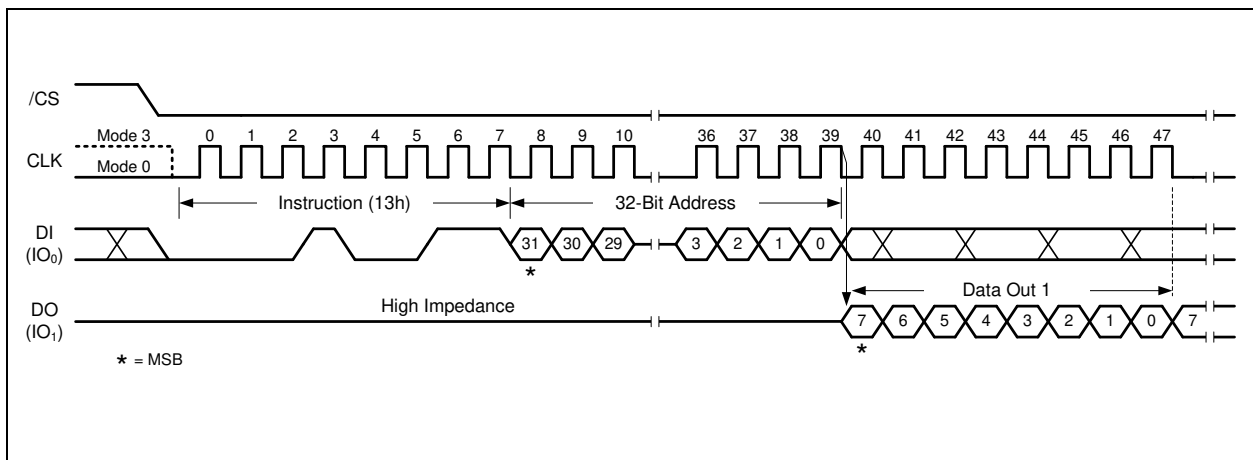 /CS
Mode 3
0 1 2 3 4 5 6 7 8 9 10 36 37 38 39 40 41 42 43 44 45 46 47
CLK
Mode 0
Instruction (13h) 32-Bit Address
DI
(IO₀)
31 30 29 3 2 1 0
*
Data Out 1
High Impedance
DO
(IO₁)
7 6 5 4 3 2 1 0 7
*
* = MSB